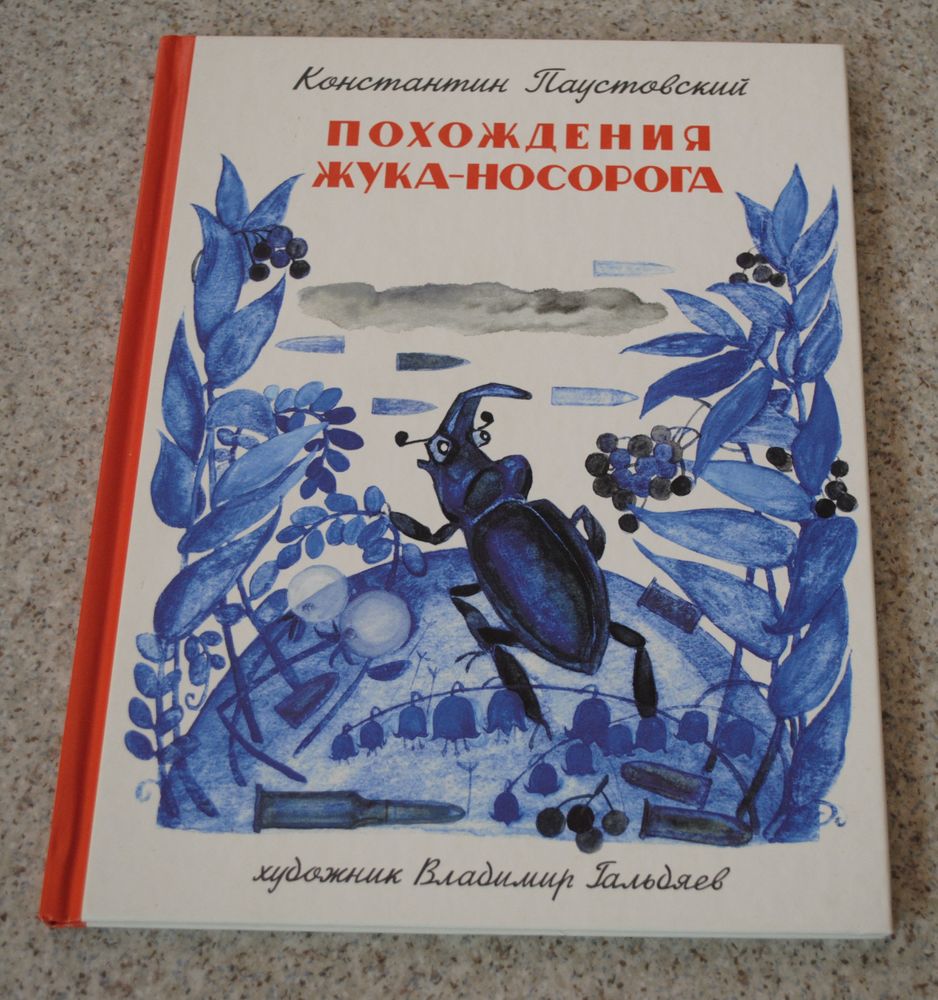 Константин Паустовский
ПОХОЖДЕНИЯ
ЖУКА-НОСОРОГА
художник Владимир Гальдяев